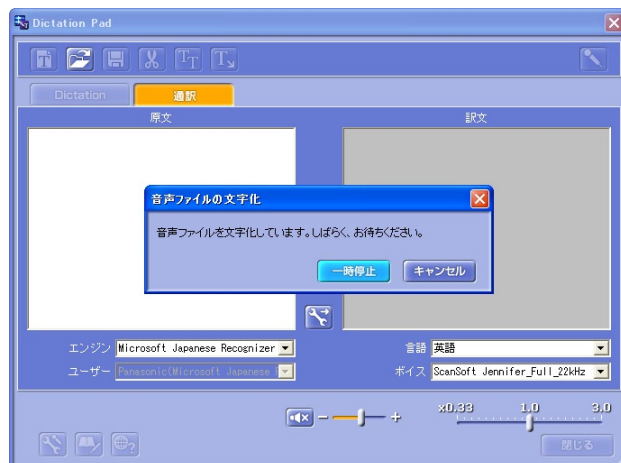 Dictation Pad
Dictation
通訳
原文
訳文
音声ファイルの文字化
音声ファイルを文字化しています。しばらく、お待ちください。
一時停止
キャンセル
エンジン Microsoft Japanese Recognizer
言語 英語
ユーザー Panasonic(Microsoft Japanese
ボイス ScanSoft Jennifer_Full_22kHz
x0.33 1.0 3.0
閉じる